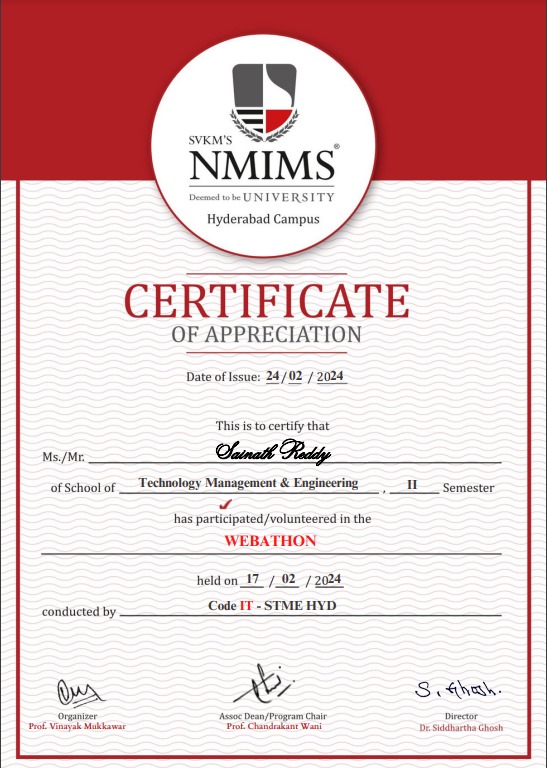 SVKM'S
NMIMS®
Deemed to be UNIVERSITY
Hyderabad Campus
CERTIFICATE
OF APPRECIATION
Date of Issue: 24/02 / 2024
This is to certify that
Ms./Mr. Sainath Reddy
of School of Technology Management & Engineering , II Semester
✓
has participated/volunteered in the
WEBATHON
held on 17 / 02 / 2024
conducted by Code IT - STME HYD
S. Ghosh.
Organizer Assoc Dean/Program Chair Director
Prof. Vinayak Mukkawar Prof. Chandrakant Wani Dr. Siddhartha Ghosh